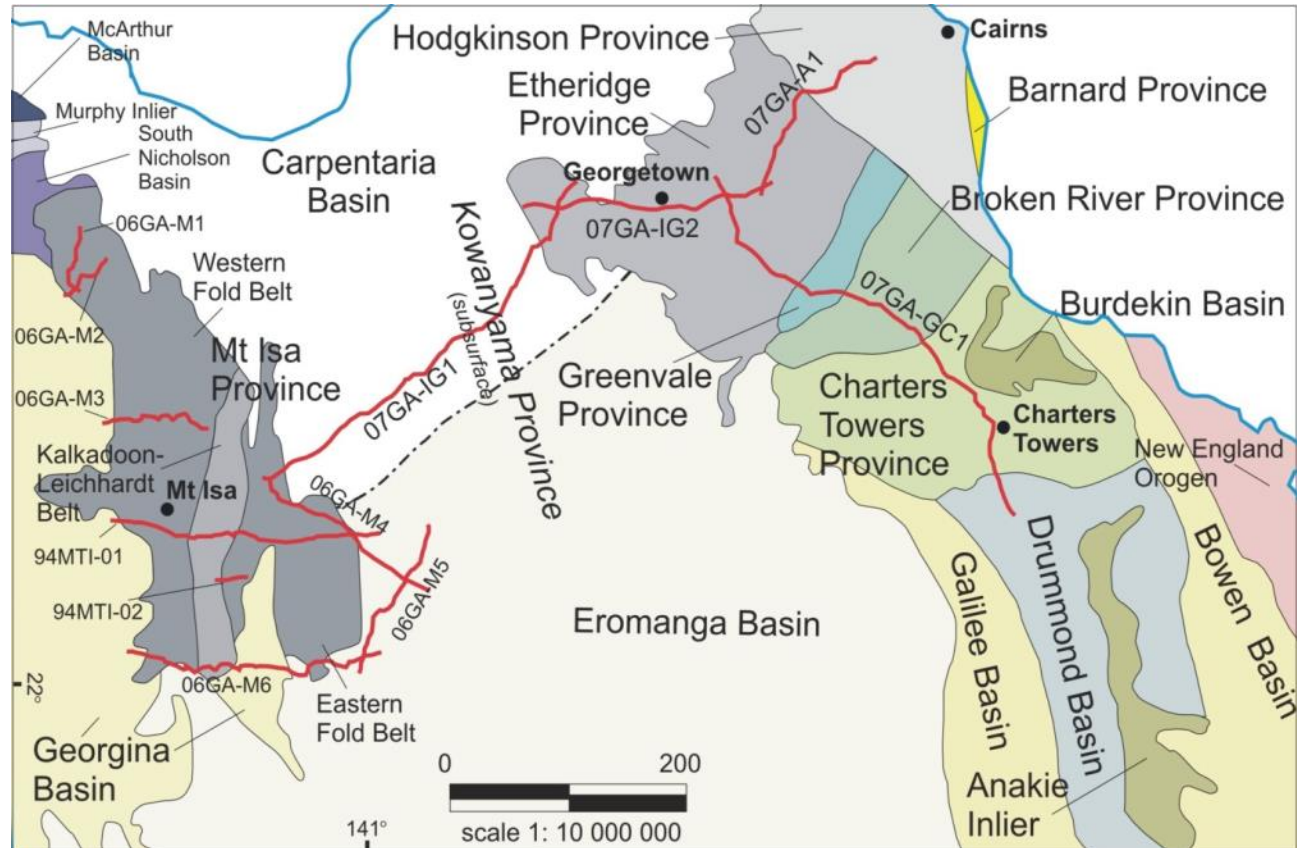 McArthur
Basin
Hodgkinson Province
Cairns
Etheridge
Province
07GA-A1
Barnard Province
Murphy Inlier
South
Nicholson
Basin
Carpentaria
Basin
Georgetown
07GA-IG2
Broken River Province
06GA-M1
Western
Fold Belt
Kowanyama Province
(subsurface)
07GA-GC1
Burdekin Basin
06GA-M2
Mt Isa
Province
07GA-IG1
Greenvale
Province
Charters
Towers
Province
Charters
Towers
06GA-M3
New England
Orogen
Kalkadoon-
Leichhardt
Belt
Mt Isa
06GA-M4
94MTI-01
94MTI-02
06GA-M5
Eromanga Basin
Galilee Basin
Drummond Basin
Bowen Basin
22°
06GA-M6
Eastern
Fold Belt
Georgina
Basin
0 200
scale 1: 10 000 000
141°
Anakie
Inlier